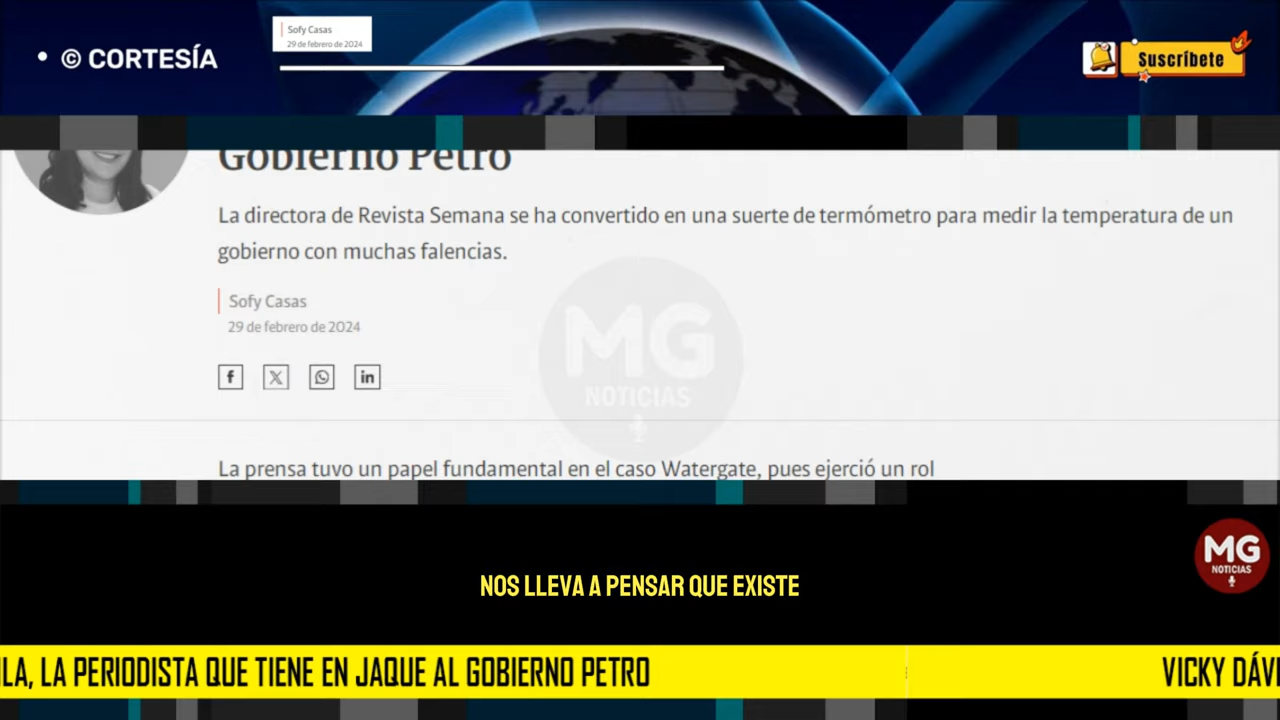 • © CORTESÍA
Sofy Casas
29 de febrero de 2024
Suscríbete
Gobierno Petro
La directora de Revista Semana se ha convertido en una suerte de termómetro para medir la temperatura de un
gobierno con muchas falencias.
Sofy Casas
29 de febrero de 2024
MG
NOTICIAS
La prensa tuvo un papel fundamental en el caso Watergate, pues ejerció un rol
NOS LLEVA A PENSAR QUE EXISTE
MG
NOTICIAS
ILA, LA PERIODISTA QUE TIENE EN JAQUE AL GOBIERNO PETRO
VICKY DÁVI